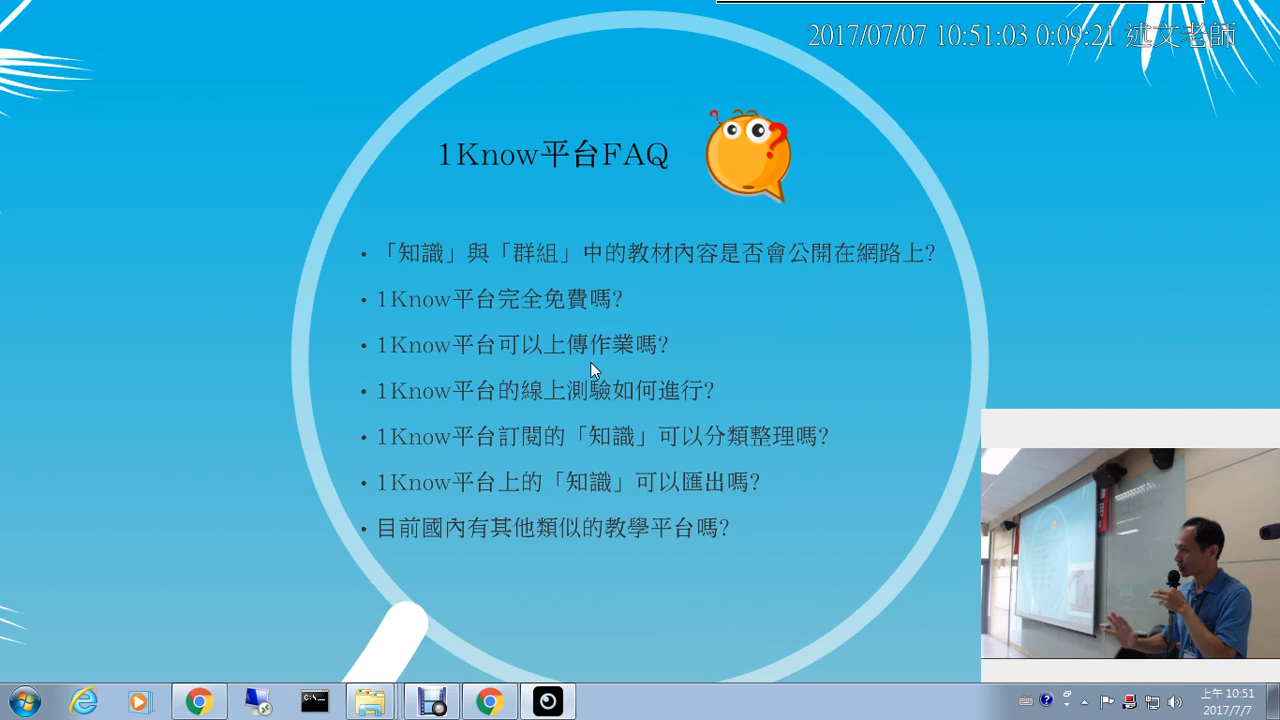 2017/07/07 10:51:03 0:09:21 述文老師
1Know平台FAQ
• 「知識」與「群組」中的教材內容是否會公開在網路上?
• 1Know平台完全免費嗎?
• 1Know平台可以上傳作業嗎?
• 1Know平台的線上測驗如何進行?
• 1Know平台訂閱的「知識」可以分類整理嗎?
• 1Know平台上的「知識」可以匯出嗎?
• 目前國內有其他類似的教學平台嗎?
上午 10:51
2017/7/7